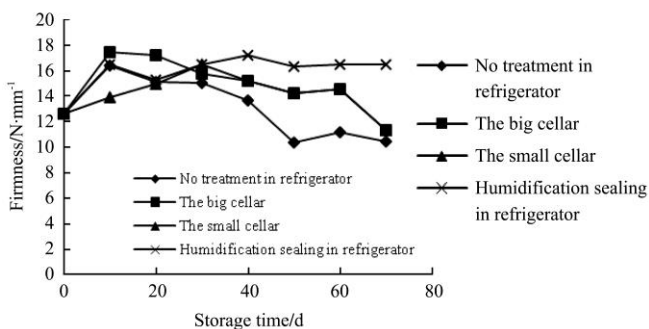 20
18
16
14
12
10
8
6
4
2
0
Firmness/N·mm⁻¹
No treatment in refrigerator
The big cellar
The small cellar
Humidification sealing in refrigerator
0 20 40 60 80
Storage time/d
No treatment in
refrigerator
The big cellar
The small cellar
Humidification sealing
in refrigerator